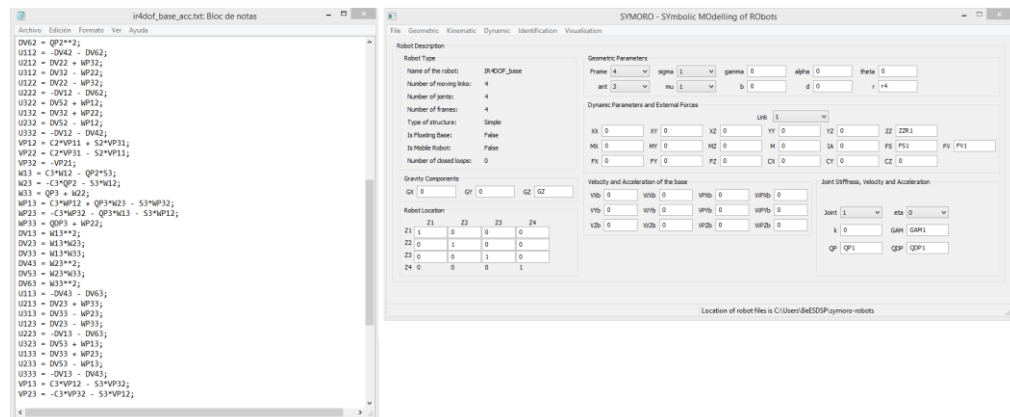 ir4dof_base_acc.txt: Bloc de notas
Archivo Edición Formato Ver Ayuda
DV62 = QP2**2;
U112 = -DV42 - DV62;
U212 = DV22 + WP32;
U312 = DV32 - WP22;
U122 = DV22 - WP32;
U222 = -DV12 - DV62;
U322 = DV52 + WP12;
U132 = DV32 + WP22;
U232 = DV52 - WP12;
U332 = -DV12 - DV42;
VP12 = C2*VP11 + S2*VP31;
VP22 = C2*VP31 - S2*VP11;
VP32 = -VP21;
W13 = C3*W12 - QP2*S3;
W23 = -C3*QP2 - S3*W12;
W33 = QP3 + W22;
WP13 = C3*WP12 + QP3*W23 - S3*WP32;
WP23 = -C3*WP32 - QP3*W13 - S3*WP12;
WP33 = QDP3 + WP22;
DV13 = W13**2;
DV23 = W13*W23;
DV33 = W13*W33;
DV43 = W23**2;
DV53 = W23*W33;
DV63 = W33**2;
U113 = -DV43 - DV63;
U213 = DV23 + WP33;
U313 = DV33 - WP23;
U123 = DV23 - WP33;
U223 = -DV13 - DV63;
U323 = DV53 + WP13;
U133 = DV33 + WP23;
U233 = DV53 - WP13;
U333 = -DV13 - DV43;
VP13 = C3*VP12 - S3*VP32;
VP23 = -C3*VP32 - S3*VP12;
SYMORO - SYmbolic MOdelling of RObots
File Geometric Kinematic Dynamic Identification Visualisation
Robot Description
Robot Type
Name of the robot: IR4DOF_base
Number of moving links: 4
Number of joints: 4
Number of frames: 4
Type of structure: Simple
Is Floating Base: False
Is Mobile Robot: False
Number of closed loops: 0
Gravity Components
GX 0 GY 0 GZ GZ
Robot Location
Z1 Z2 Z3 Z4
Z1 1 0 0 0
Z2 0 1 0 0
Z3 0 0 1 0
Z4 0 0 0 1
Geometric Parameters
Frame 4 sigma 1 gamma 0 alpha 0 theta 0
ant 3 mu 1 b 0 d 0 r r4
Dynamic Parameters and External Forces
Link 1
XX 0 XY 0 XZ 0 YY 0 YZ 0 ZZ ZZR1
MX 0 MY 0 MZ 0 M 0 IA 0 FS FS1 FV FV1
FX 0 FY 0 FZ 0 CX 0 CY 0 CZ 0
Velocity and Acceleration of the base
VXb 0 WXb 0 VPXb 0 WPXb 0
VYb 0 WYb 0 VPYb 0 WPYb 0
VZb 0 WZb 0 VPZb 0 WPZb 0
Joint Stiffness, Velocity and Acceleration
Joint 1 eta 0
k 0 GAM GAM1
QP QP1 QDP QDP1
Location of robot files is C:\Users\BeESDSP\symoro-robots